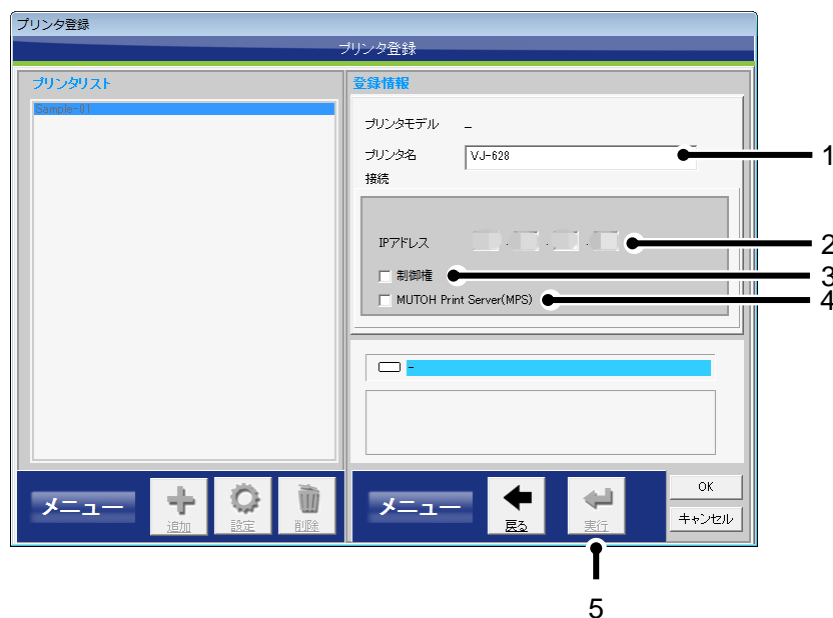 プリンタ登録
プリンタ登録
プリンタリスト
Sample-01
登録情報
プリンタモデル -
プリンタ名 VJ-628
1
接続
IPアドレス . . .
2
制御権
3
MUTOH Print Server(MPS)
4
-
メニュー
追加
設定
削除
メニュー
戻る
実行
OK
キャンセル
5